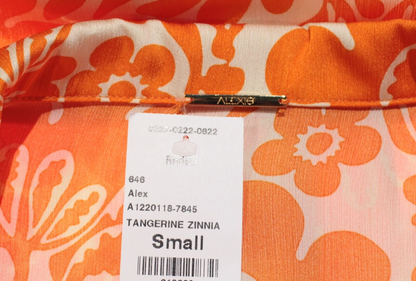 ALEXIS
646
Alex
A1220118-7845
TANGERINE ZINNIA
Small